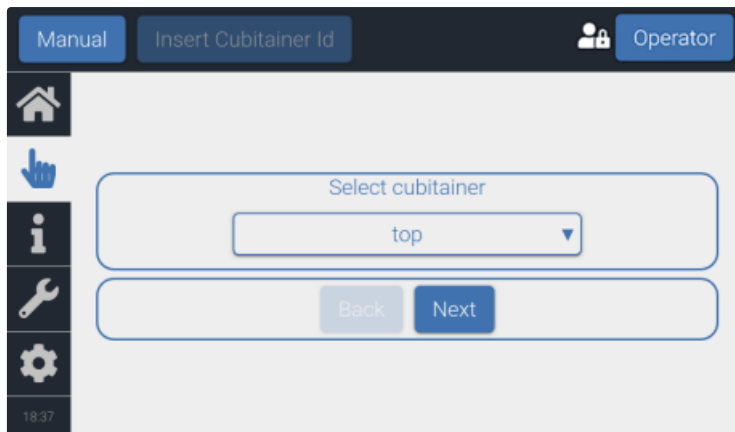 Manual Insert Cubitainer Id Operator
Select cubitainer
top
Back Next
18:37